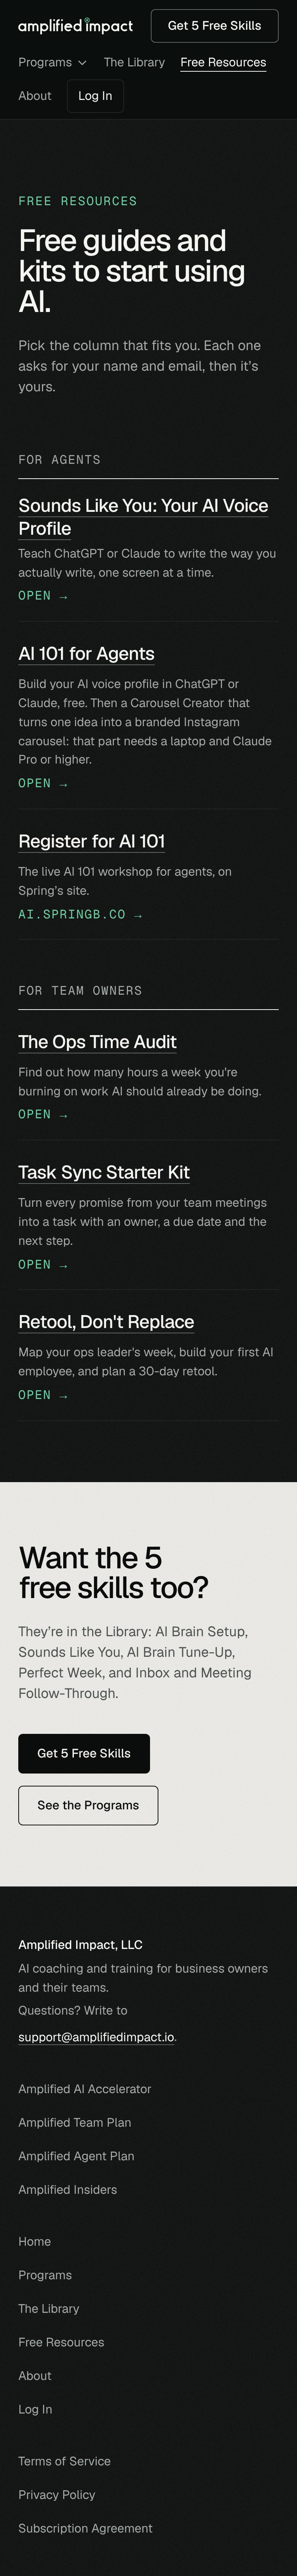 amplified impact
Get 5 Free Skills
Programs
The Library
Free Resources
About
Log In
FREE RESOURCES
Free guides and
kits to start using
AI.
Pick the column that fits you. Each one
asks for your name and email, then it’s
yours.
FOR AGENTS
Sounds Like You: Your AI Voice
Profile
Teach ChatGPT or Claude to write the way you
actually write, one screen at a time.
OPEN →
AI 101 for Agents
Build your AI voice profile in ChatGPT or
Claude, free. Then a Carousel Creator that
turns one idea into a branded Instagram
carousel: that part needs a laptop and Claude
Pro or higher.
OPEN →
Register for AI 101
The live AI 101 workshop for agents, on
Spring’s site.
AI.SPRINGB.CO →
FOR TEAM OWNERS
The Ops Time Audit
Find out how many hours a week you're
burning on work AI should already be doing.
OPEN →
Task Sync Starter Kit
Turn every promise from your team meetings
into a task with an owner, a due date and the
next step.
OPEN →
Retool, Don't Replace
Map your ops leader's week, build your first AI
employee, and plan a 30-day retool.
OPEN →
Want the 5
free skills too?
They’re in the Library: AI Brain Setup,
Sounds Like You, AI Brain Tune-Up,
Perfect Week, and Inbox and Meeting
Follow-Through.
Get 5 Free Skills
See the Programs
Amplified Impact, LLC
AI coaching and training for business owners
and their teams.
Questions? Write to
support@amplifiedimpact.io.
Amplified AI Accelerator
Amplified Team Plan
Amplified Agent Plan
Amplified Insiders
Home
Programs
The Library
Free Resources
About
Log In
Terms of Service
Privacy Policy
Subscription Agreement